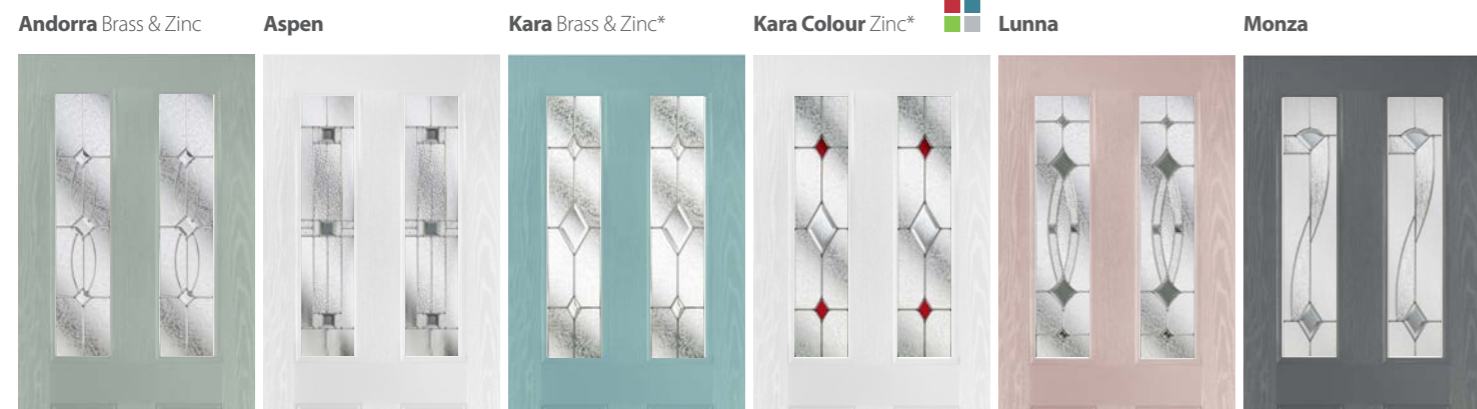 Andorra Brass & Zinc
Aspen
Kara Brass & Zinc*
Kara Colour Zinc*
Lunna
Monza